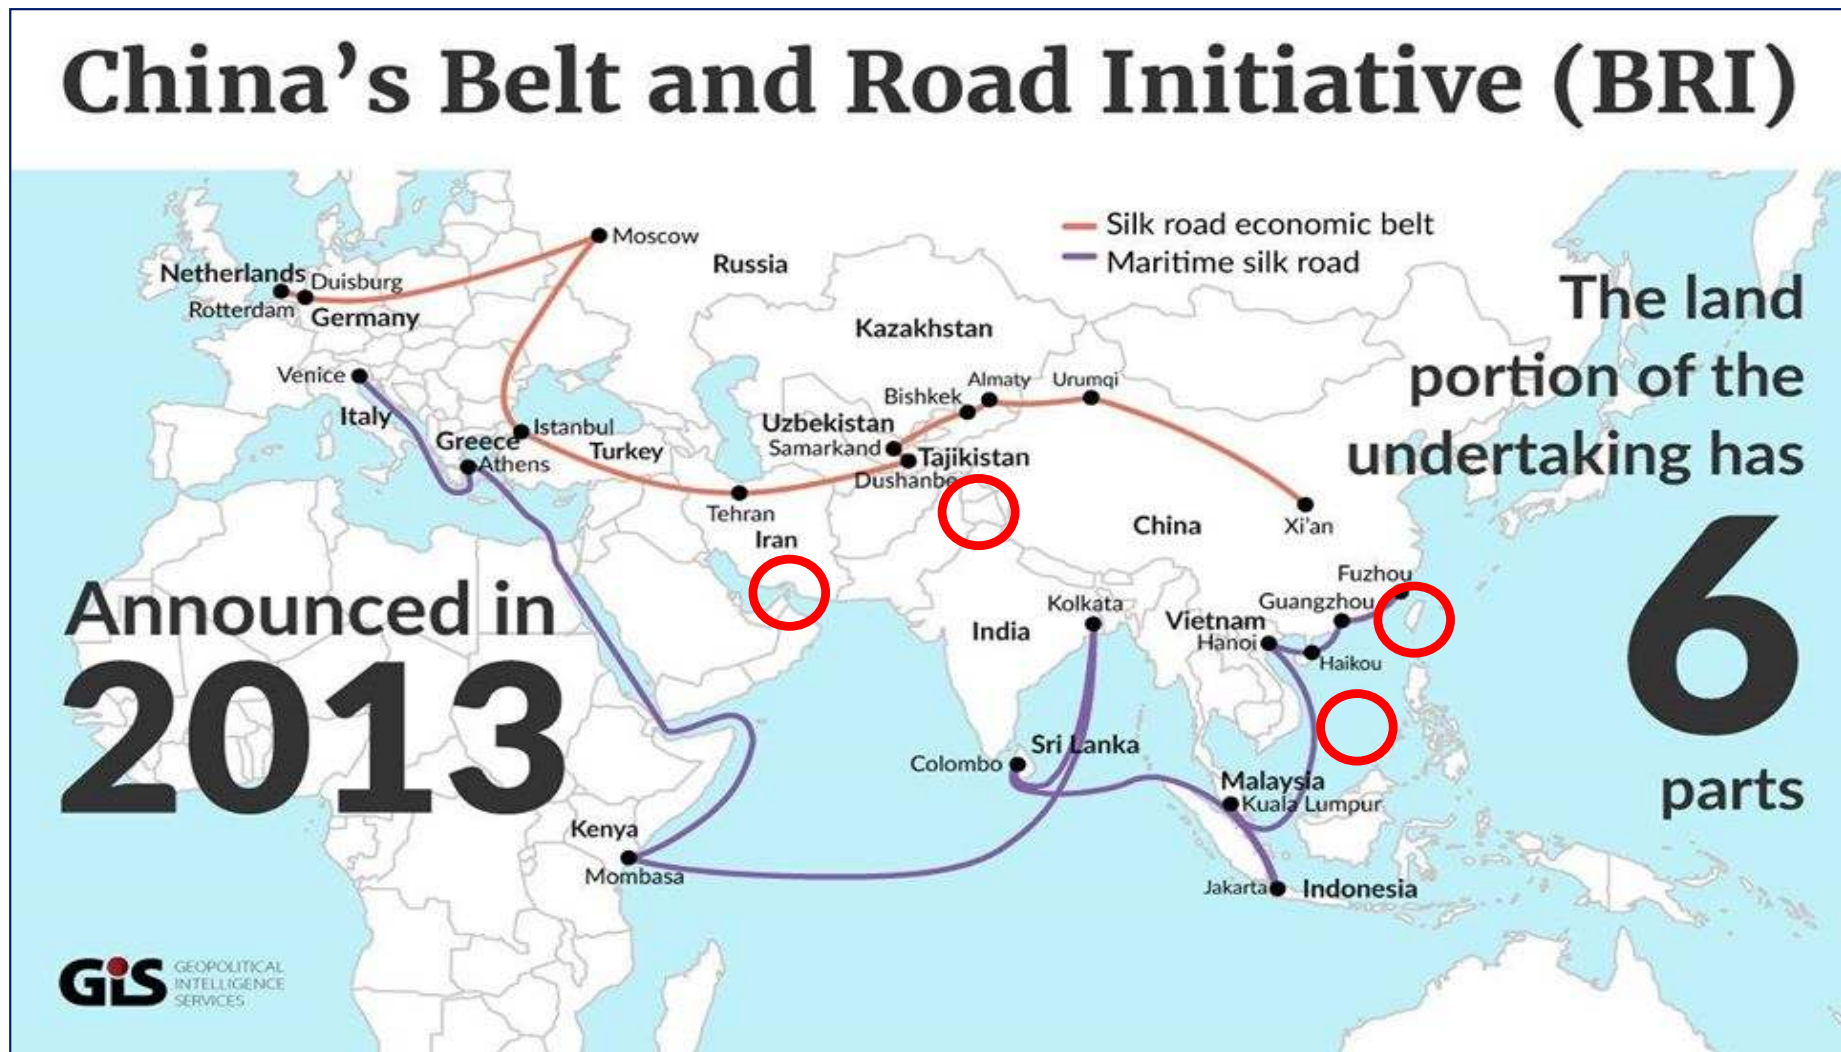 China’s Belt and Road Initiative (BRI)
Silk road economic belt
Maritime silk road
Moscow
Russia
Netherlands
Duisburg
Rotterdam
Germany
Kazakhstan
The land
portion of the
undertaking has
6
parts
Venice
Italy
Almaty
Urumqi
Bishkek
Uzbekistan
Samarkand
Istanbul
Greece
Turkey
Athens
Tajikistan
Dushanbe
Tehran
Iran
China
Xi’an
Announced in
2013
Fuzhou
Guangzhou
Kolkata
India
Vietnam
Hanoi
Haikou
Sri Lanka
Colombo
Malaysia
Kuala Lumpur
Kenya
Mombasa
Jakarta
Indonesia
GIS
GEOPOLITICAL
INTELLIGENCE
SERVICES